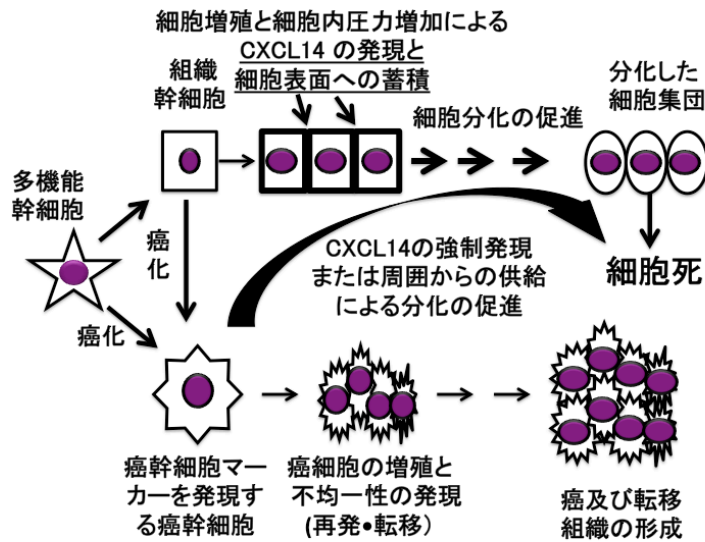 細胞増殖と細胞内圧力増加による
CXCL14 の発現と
細胞表面への蓄積
組織
幹細胞
分化した
細胞集団
細胞分化の促進
多機能
幹細胞
癌
化
CXCL14の強制発現
または周囲からの供給
による分化の促進
細胞死
癌化
癌幹細胞マー
カーを発現す
る癌幹細胞
癌細胞の増殖と
不均一性の発現
(再発•転移）
癌及び転移
組織の形成